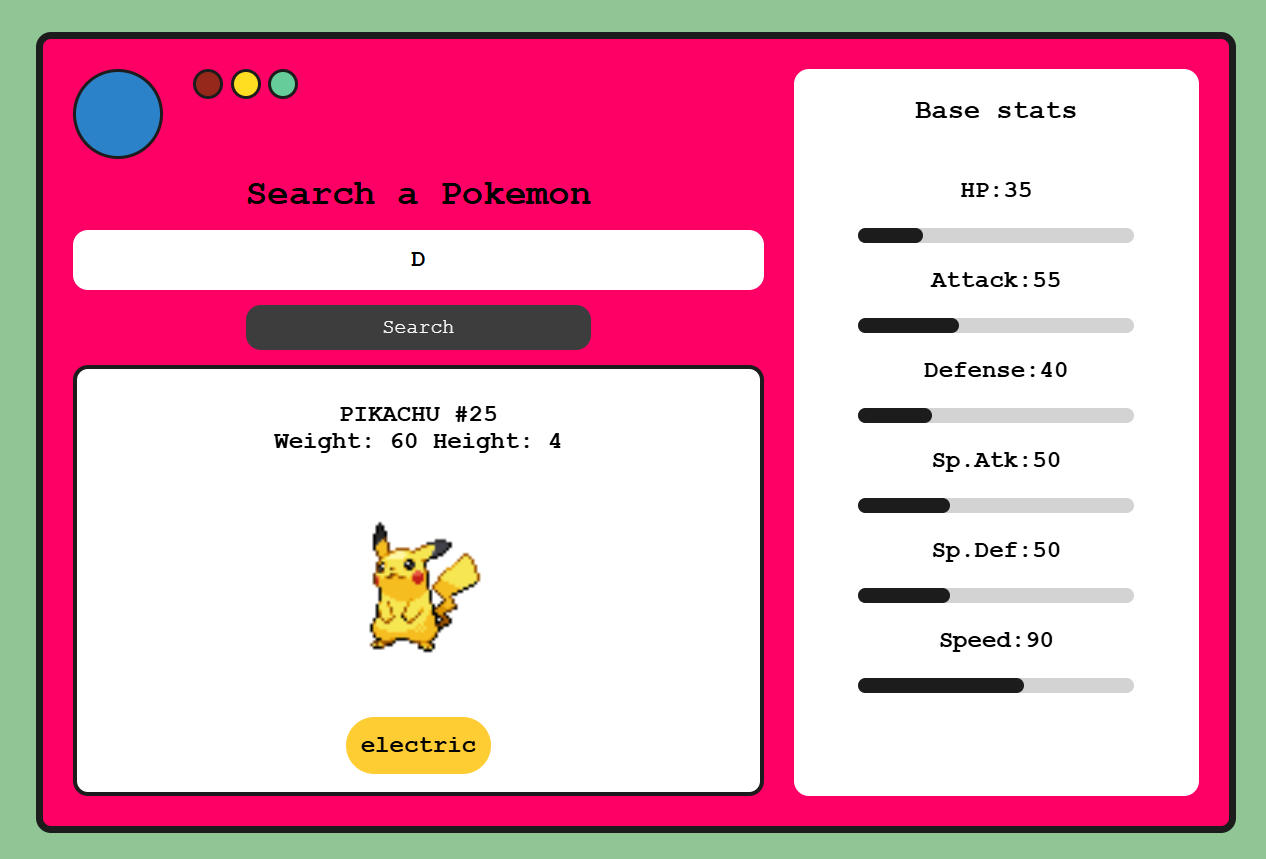 Search a Pokemon
D
Search
PIKACHU #25
Weight: 60 Height: 4
electric
Base stats
HP:35
Attack:55
Defense:40
Sp.Atk:50
Sp.Def:50
Speed:90